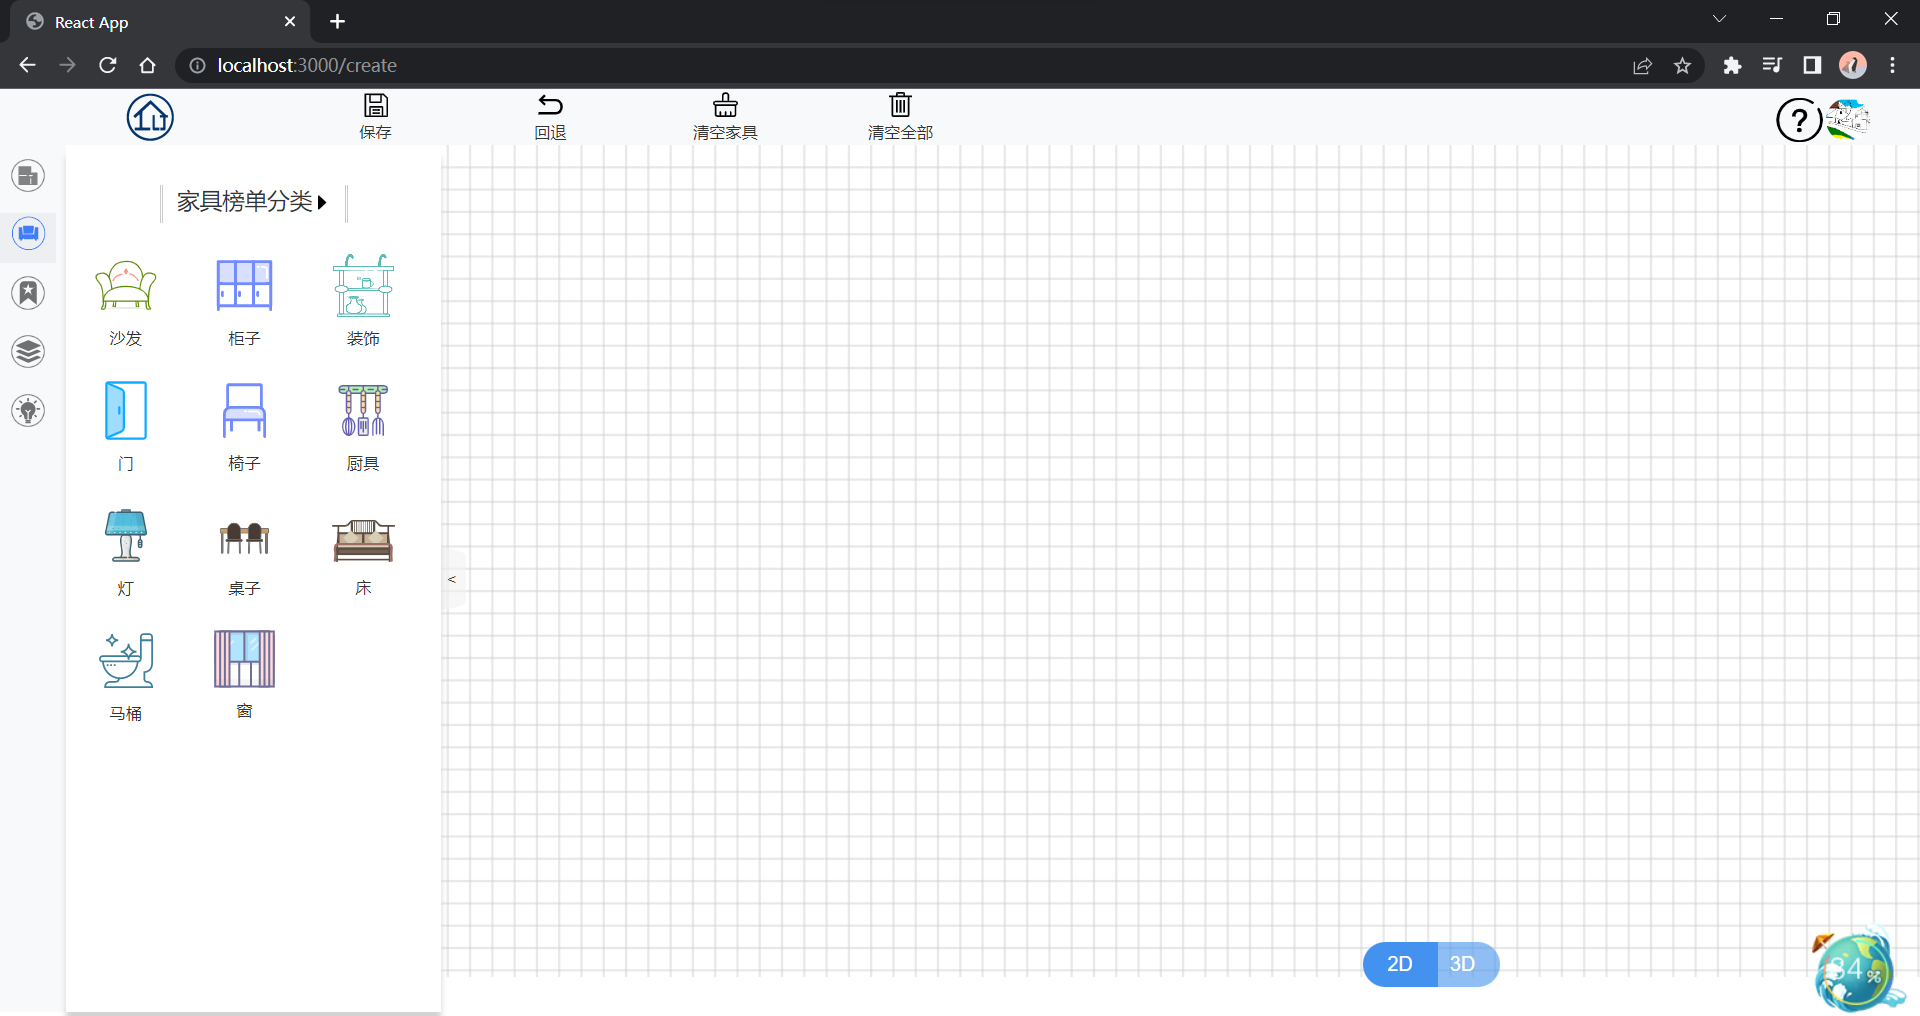 React App
localhost:3000/create
保存
回退
清空家具
清空全部
?
家具榜单分类
沙发
柜子
装饰
门
椅子
厨具
灯
桌子
床
<
马桶
窗
2D
3D
84%